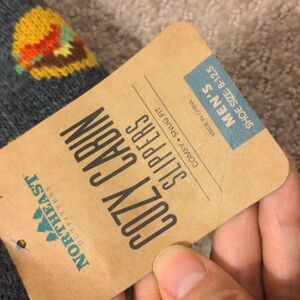 MEN'S
SHOE SIZE: 8-12.5
MADE IN CHINA
COMFY • SNUG FIT
COZY CABIN
SLIPPERS
NORTHEAST
OUTFITTERS